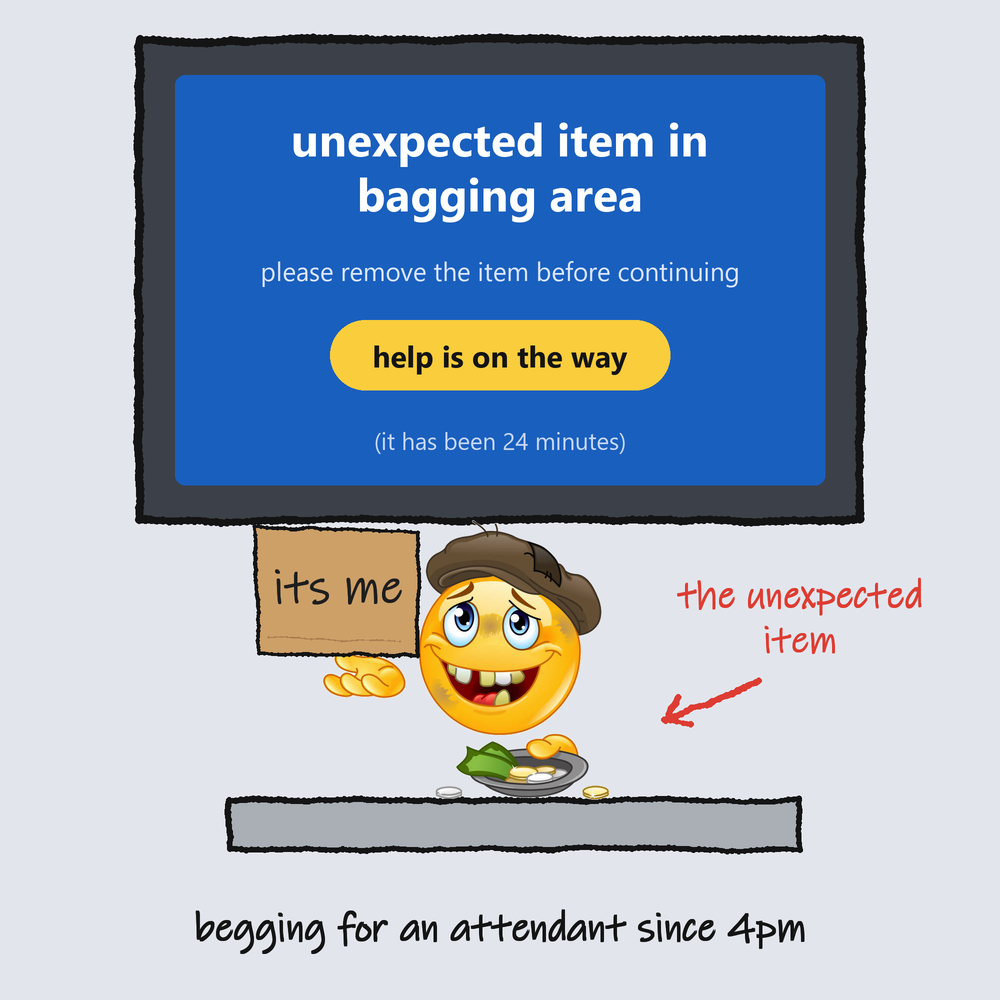 unexpected item in
bagging area
please remove the item before continuing
help is on the way
(it has been 24 minutes)
its me
the unexpected
item
begging for an attendant since 4pm